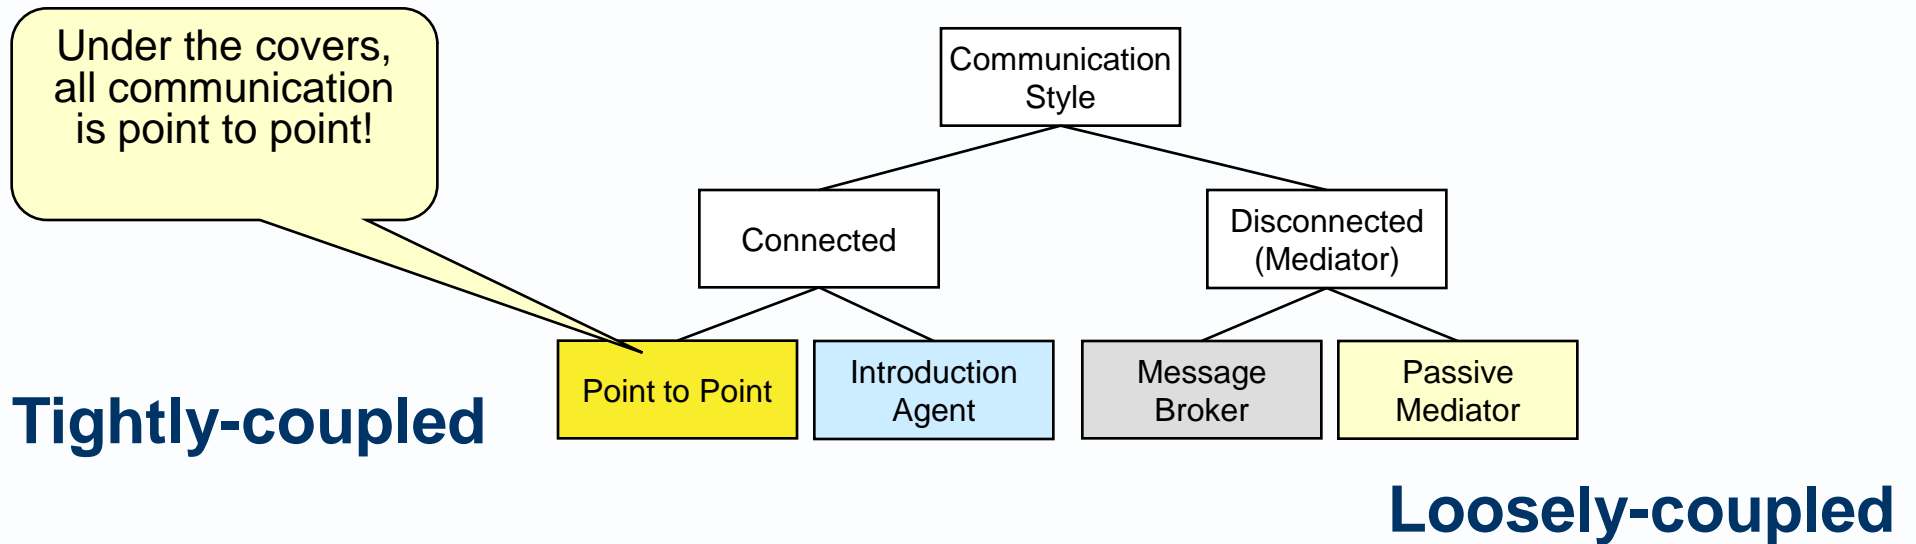 Under the covers,
all communication
is point to point!
Communication
Style
Connected
Disconnected
(Mediator)
Point to Point
Introduction
Agent
Message
Broker
Passive
Mediator
Tightly-coupled
Loosely-coupled